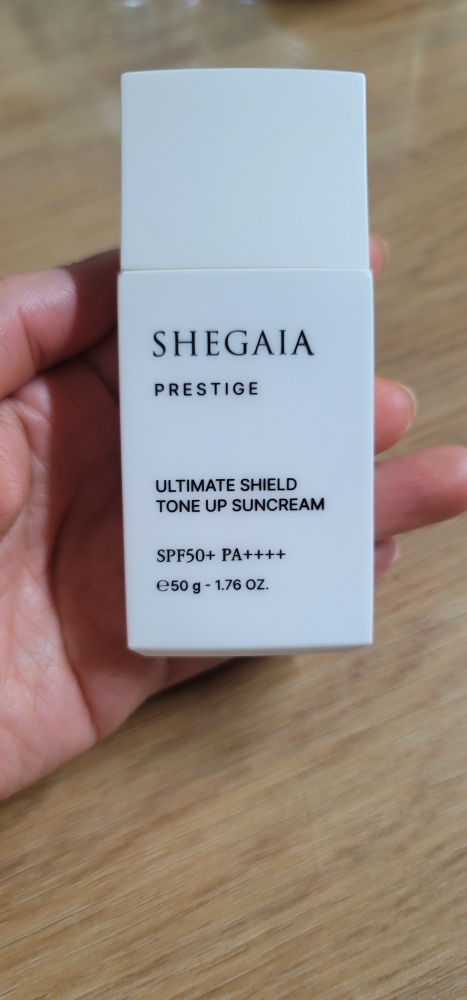 SHEGAIA
PRESTIGE
ULTIMATE SHIELD
TONE UP SUNCREAM
SPF50+ PA++++
℮50 g - 1.76 OZ.